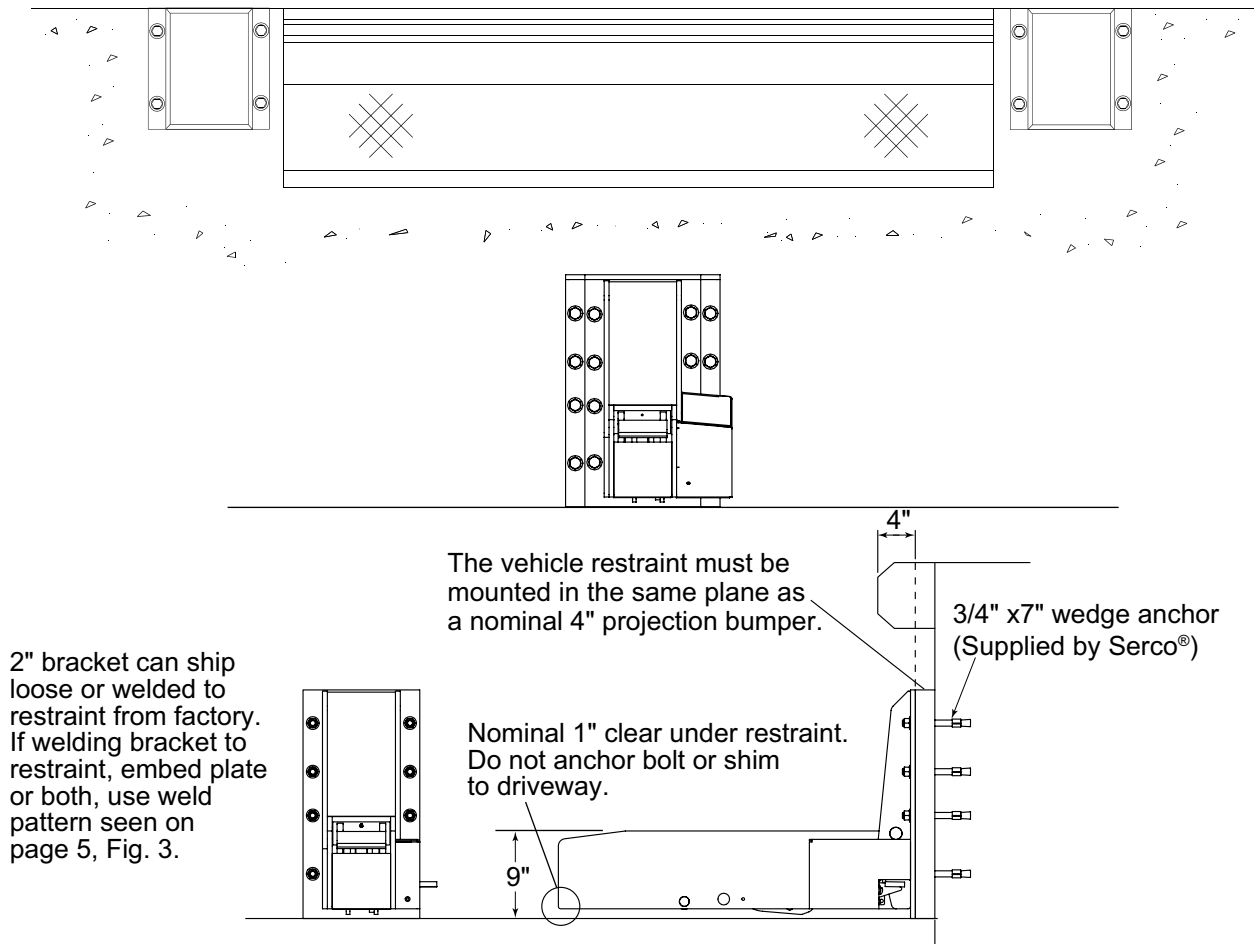 4"
The vehicle restraint must be
mounted in the same plane as
a nominal 4" projection bumper.
3/4" x7" wedge anchor
(Supplied by Serco®)
2" bracket can ship
loose or welded to
restraint from factory.
If welding bracket to
restraint, embed plate
or both, use weld
pattern seen on
page 5, Fig. 3.
Nominal 1" clear under restraint.
Do not anchor bolt or shim
to driveway.
9"